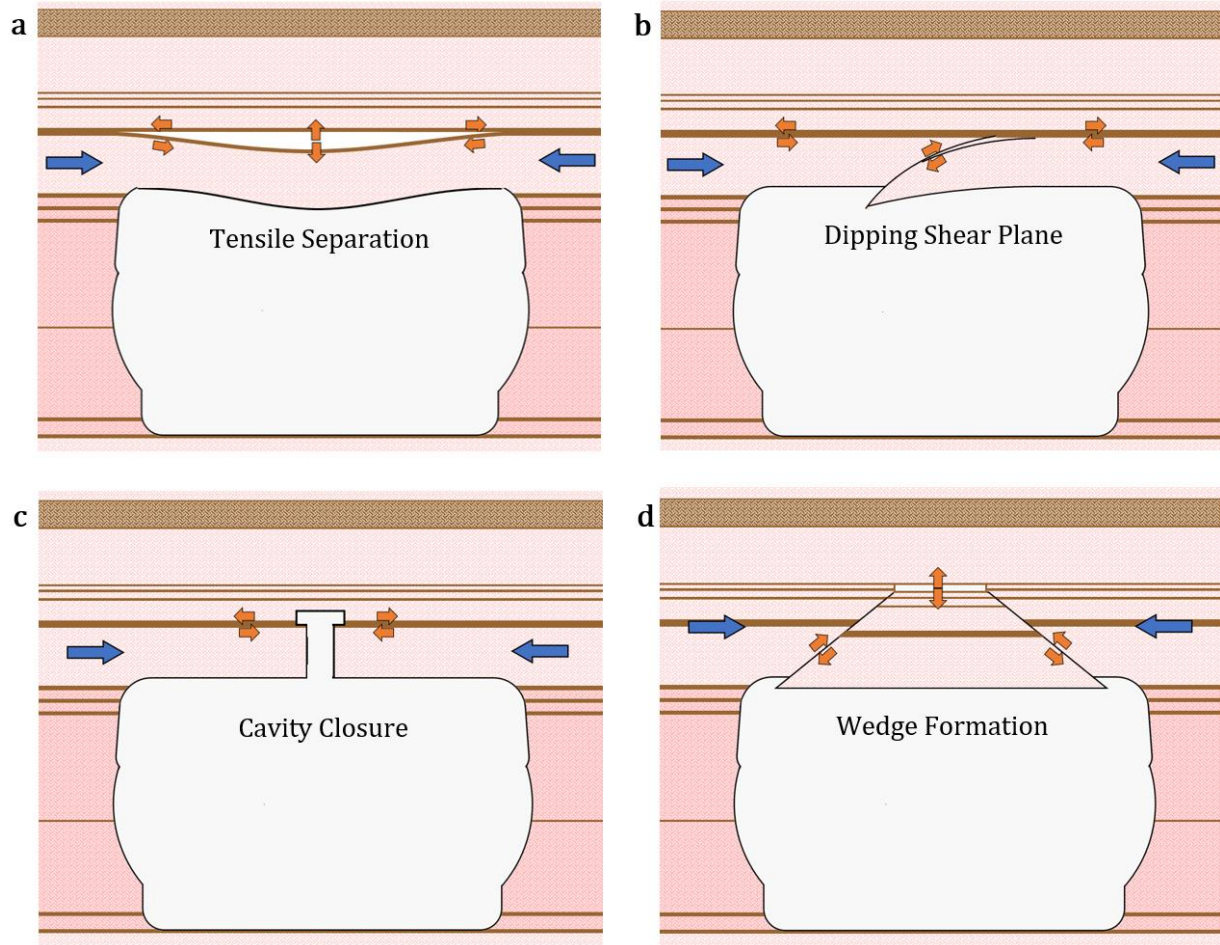 a
b
Tensile Separation
Dipping Shear Plane
c
d
Cavity Closure
Wedge Formation